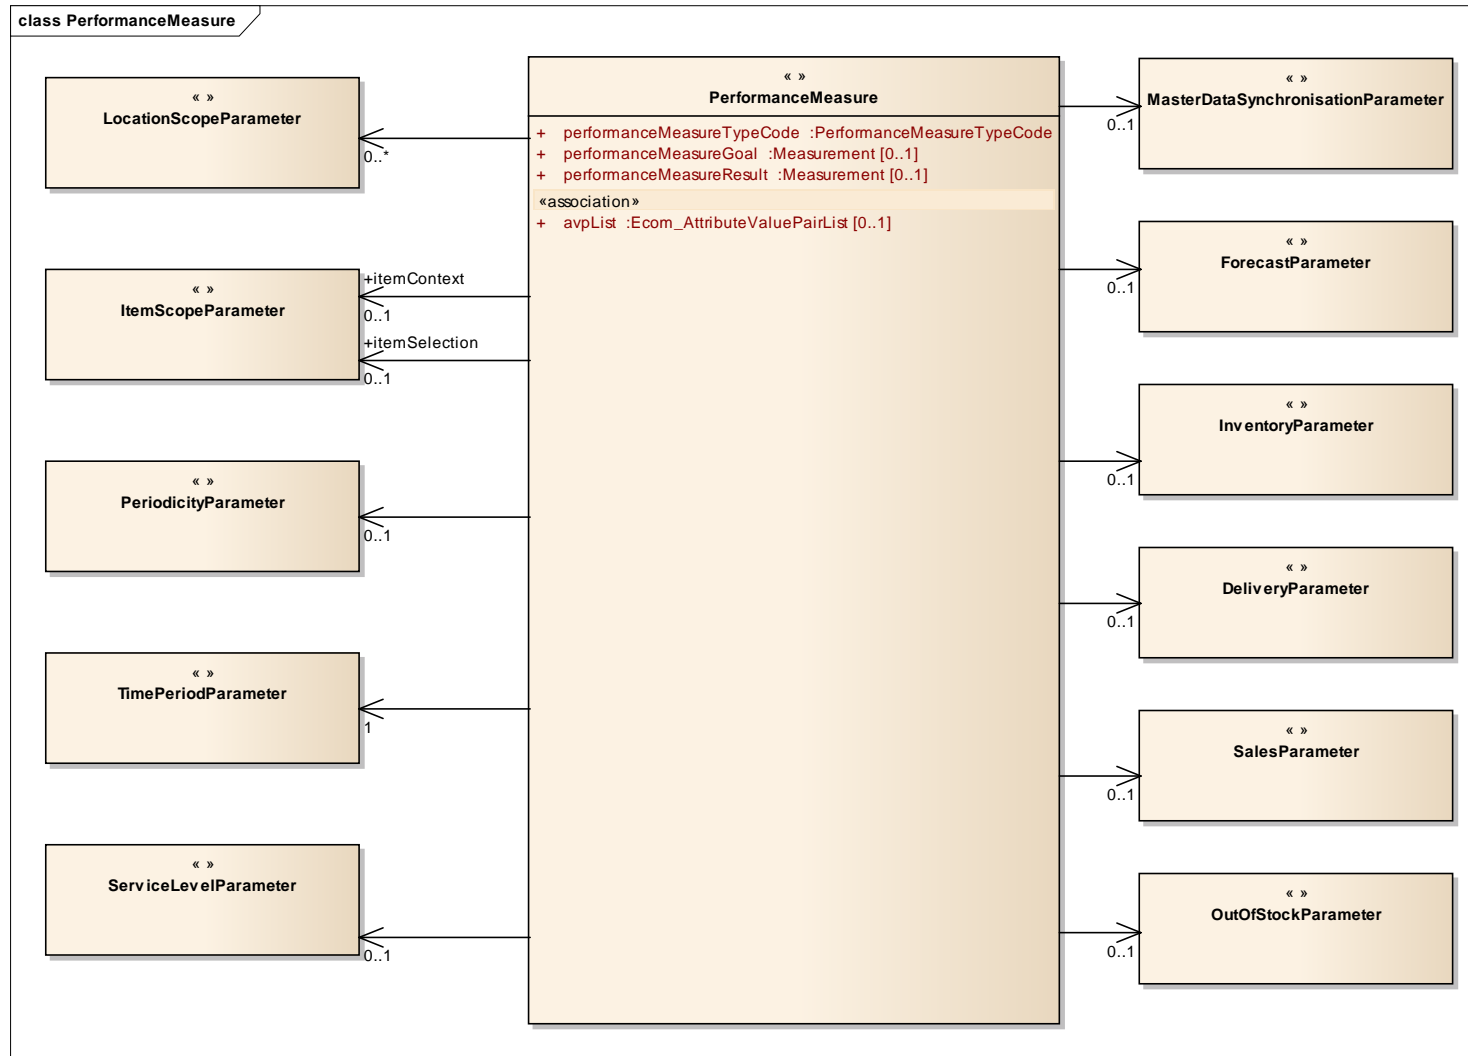 class PerformanceMeasure
« »
LocationScopeParameter
0..*
+itemContext
0..1
+itemSelection
0..1
« »
ItemScopeParameter
« »
PeriodicityParameter
0..1
« »
TimePeriodParameter
1
« »
ServiceLevelParameter
0..1
« »
PerformanceMeasure
+ performanceMeasureTypeCode :PerformanceMeasureTypeCode
+ performanceMeasureGoal :Measurement [0..1]
+ performanceMeasureResult :Measurement [0..1]
«association»
+ avpList :Ecom_AttributeValuePairList [0..1]
« »
MasterDataSynchronisationParameter
0..1
« »
ForecastParameter
0..1
« »
InventoryParameter
0..1
« »
DeliveryParameter
0..1
« »
SalesParameter
0..1
« »
OutOfStockParameter
0..1